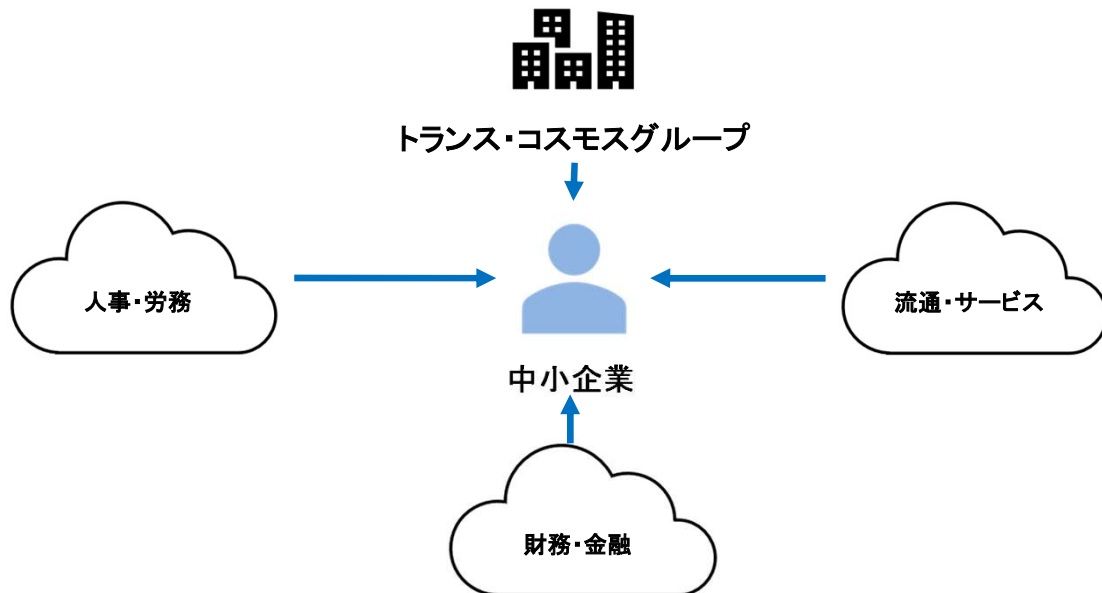 トランス・コスモスグループ
人事・労務
流通・サービス
中小企業
財務・金融